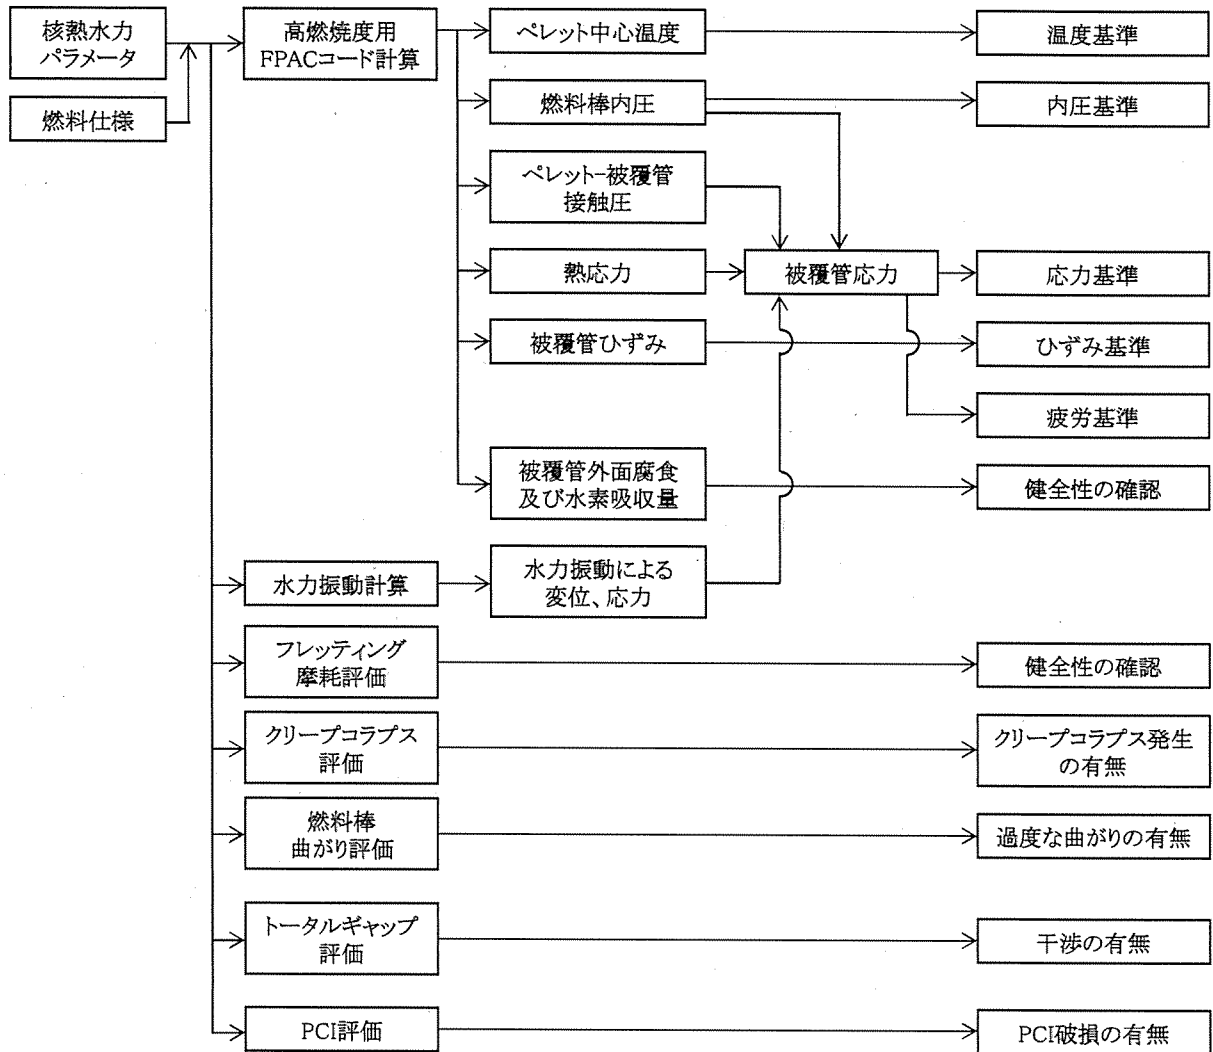 核熱水力
パラメータ
燃料仕様
高燃焼度用
FPACコード計算
ペレット中心温度
温度基準
燃料棒内圧
内圧基準
ペレット-被覆管
接触圧
熱応力
被覆管応力
応力基準
被覆管ひずみ
ひずみ基準
疲労基準
被覆管外面腐食
及び水素吸収量
健全性の確認
水力振動計算
水力振動による
変位、応力
フレッティング
摩耗評価
健全性の確認
クリープコラプス
評価
クリープコラプス発生
の有無
燃料棒
曲がり評価
過度な曲がりの有無
トータルギャップ
評価
干渉の有無
PCI評価
PCI破損の有無